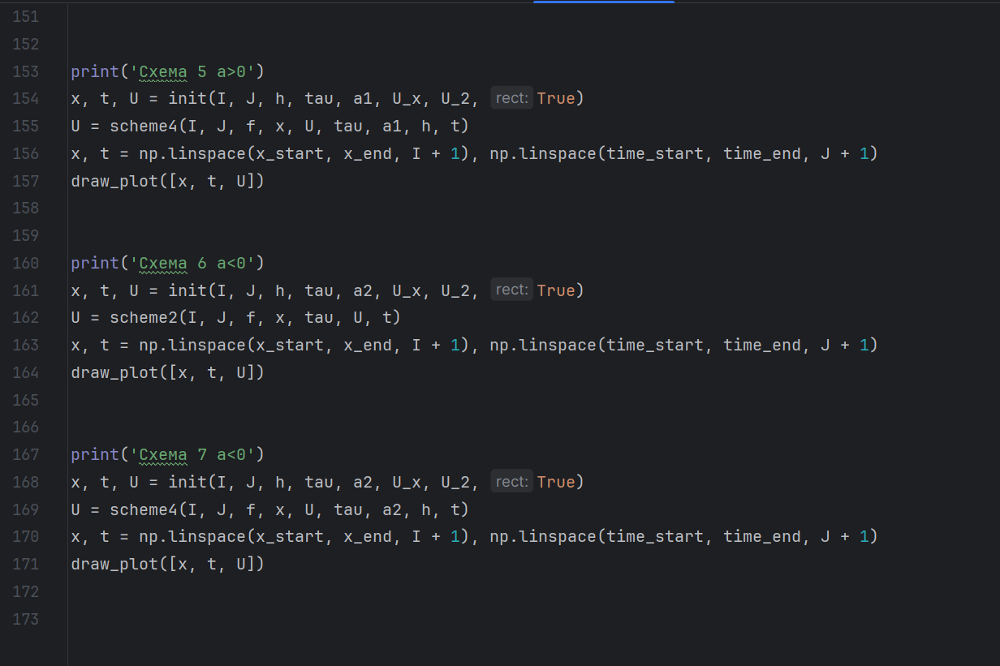 151
152
153 print('Схема 5 a>0')
154 x, t, U = init(I, J, h, tau, a1, U_x, U_2, rect: True)
155 U = scheme4(I, J, f, x, U, tau, a1, h, t)
156 x, t = np.linspace(x_start, x_end, I + 1), np.linspace(time_start, time_end, J + 1)
157 draw_plot([x, t, U])
158
159
160 print('Схема 6 a<0')
161 x, t, U = init(I, J, h, tau, a2, U_x, U_2, rect: True)
162 U = scheme2(I, J, f, x, tau, U, t)
163 x, t = np.linspace(x_start, x_end, I + 1), np.linspace(time_start, time_end, J + 1)
164 draw_plot([x, t, U])
165
166
167 print('Схема 7 a<0')
168 x, t, U = init(I, J, h, tau, a2, U_x, U_2, rect: True)
169 U = scheme4(I, J, f, x, U, tau, a2, h, t)
170 x, t = np.linspace(x_start, x_end, I + 1), np.linspace(time_start, time_end, J + 1)
171 draw_plot([x, t, U])
172
173